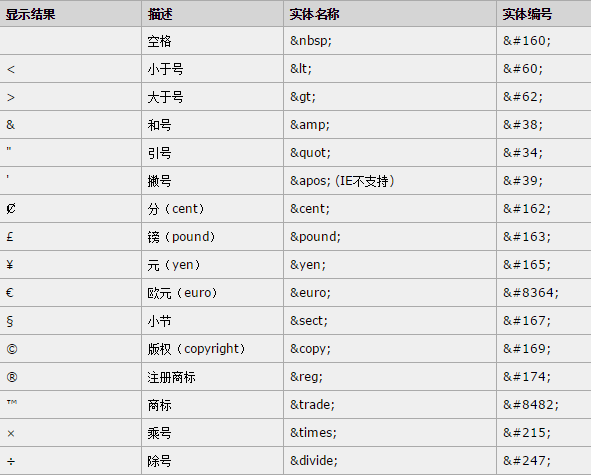 显示结果 描述 实体名称 实体编号
空格 &nbsp; &#160;
< 小于号 &lt; &#60;
> 大于号 &gt; &#62;
& 和号 &amp; &#38;
" 引号 &quot; &#34;
' 撇号 &apos; (IE不支持) &#39;
₡ 分（cent） &cent; &#162;
£ 镑（pound） &pound; &#163;
¥ 元（yen） &yen; &#165;
€ 欧元（euro） &euro; &#8364;
§ 小节 &sect; &#167;
© 版权（copyright） &copy; &#169;
® 注册商标 &reg; &#174;
™ 商标 &trade; &#8482;
× 乘号 &times; &#215;
÷ 除号 &divide; &#247;